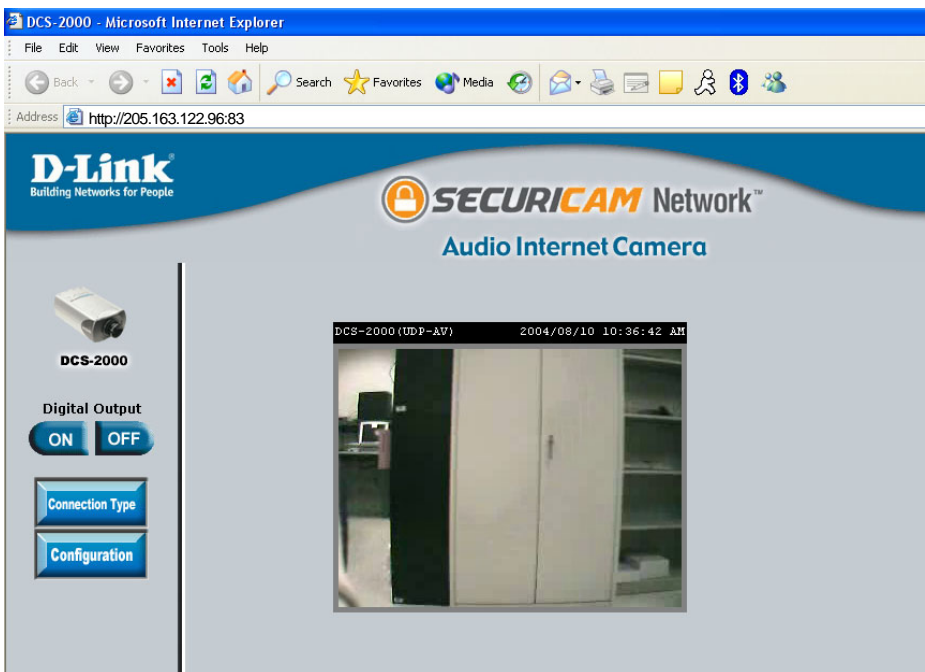 DCS-2000 - Microsoft Internet Explorer
File Edit View Favorites Tools Help
Back Search Favorites Media
Address http://205.163.122.96:83
D-Link®
Building Networks for People
SECURICAM Network™
Audio Internet Camera
DCS-2000(UDP-AV) 2004/08/10 10:36:42 AM
DCS-2000
Digital Output
ON OFF
Connection Type
Configuration